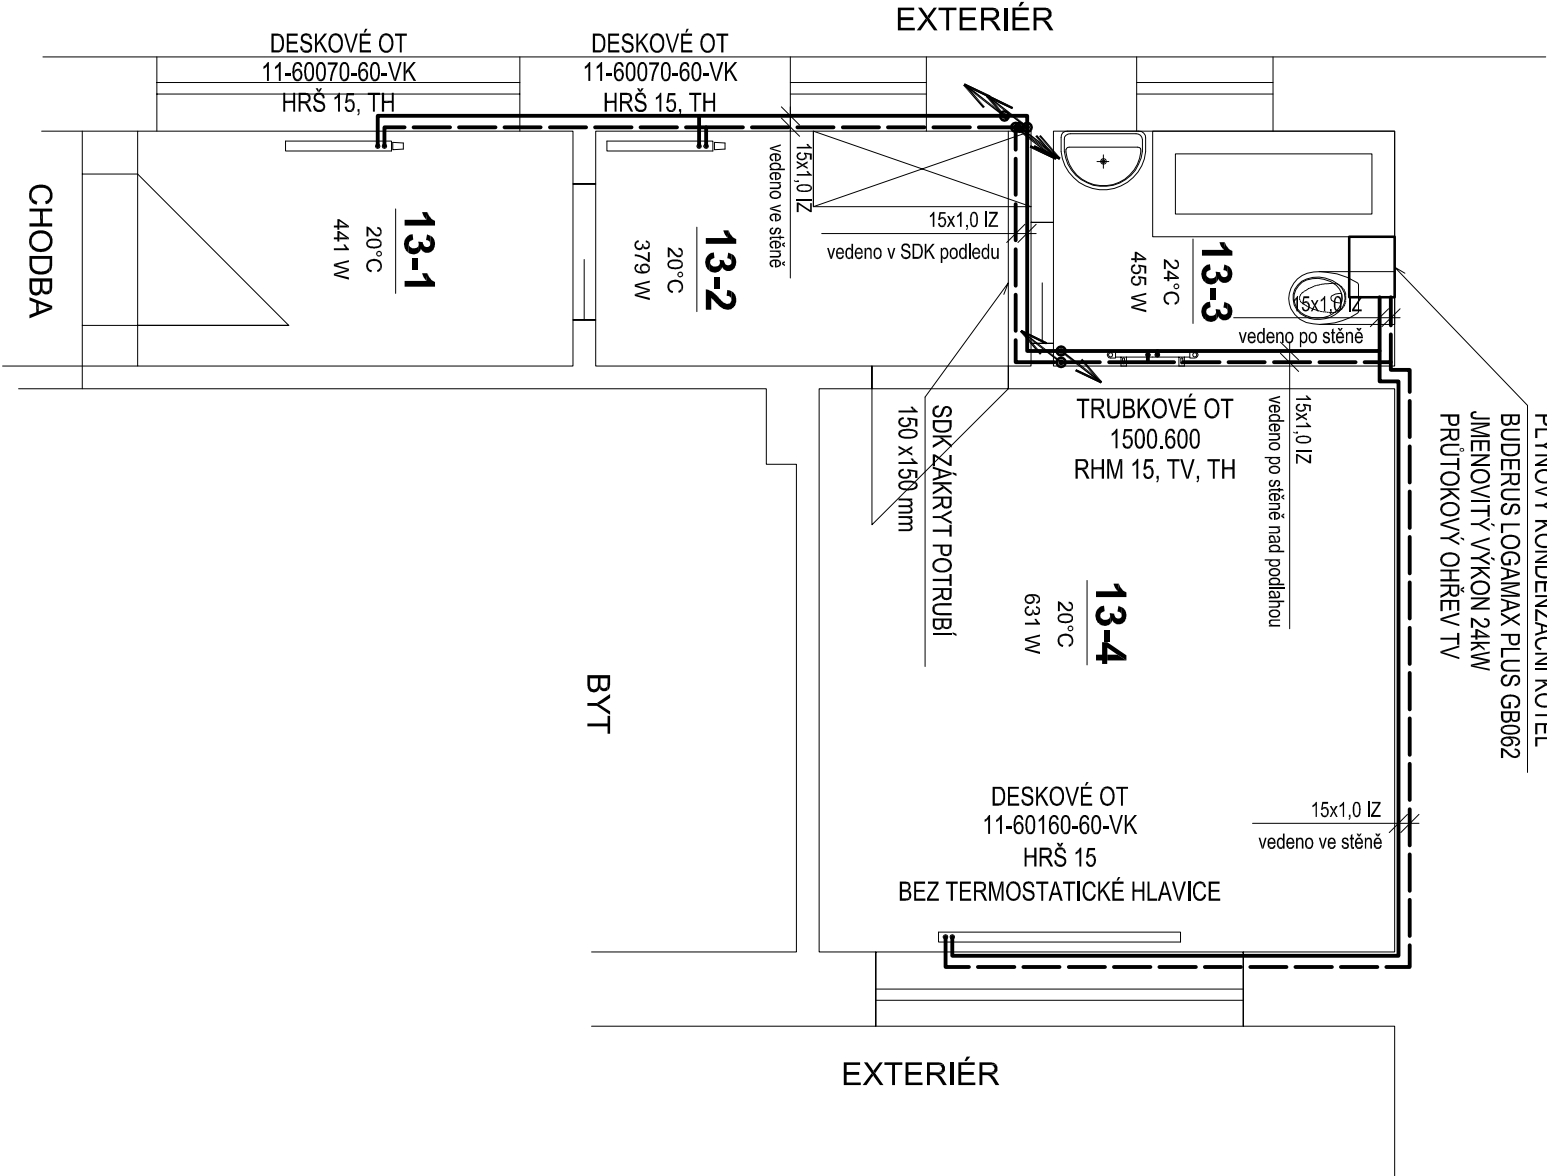 EXTERIÉR
DESKOVÉ OT
11-60070-60-VK
HRŠ 15, TH
DESKOVÉ OT
11-60070-60-VK
HRŠ 15, TH
CHODBA
13-1
20°C
441 W
13-2
20°C
379 W
15x1,0 IZ
vedeno ve stěně
15x1,0 IZ
vedeno v SDK podledu
13-3
24°C
455 W
15x1,0 IZ
vedeno po stěně
PLYNOVÝ KONDENZAČNÍ KOTEL
BUDERUS LOGAMAX PLUS GB062
JMENOVITÝ VÝKON 24kW
PRŮTOKOVÝ OHŘEV TV
TRUBKOVÉ OT
1500.600
RHM 15, TV, TH
15x1,0 IZ
vedeno po stěně nad podlahou
SDK ZÁKRYT POTRUBÍ
150 x150 mm
13-4
20°C
631 W
BYT
DESKOVÉ OT
11-60160-60-VK
HRŠ 15
BEZ TERMOSTATICKÉ HLAVICE
15x1,0 IZ
vedeno ve stěně
EXTERIÉR